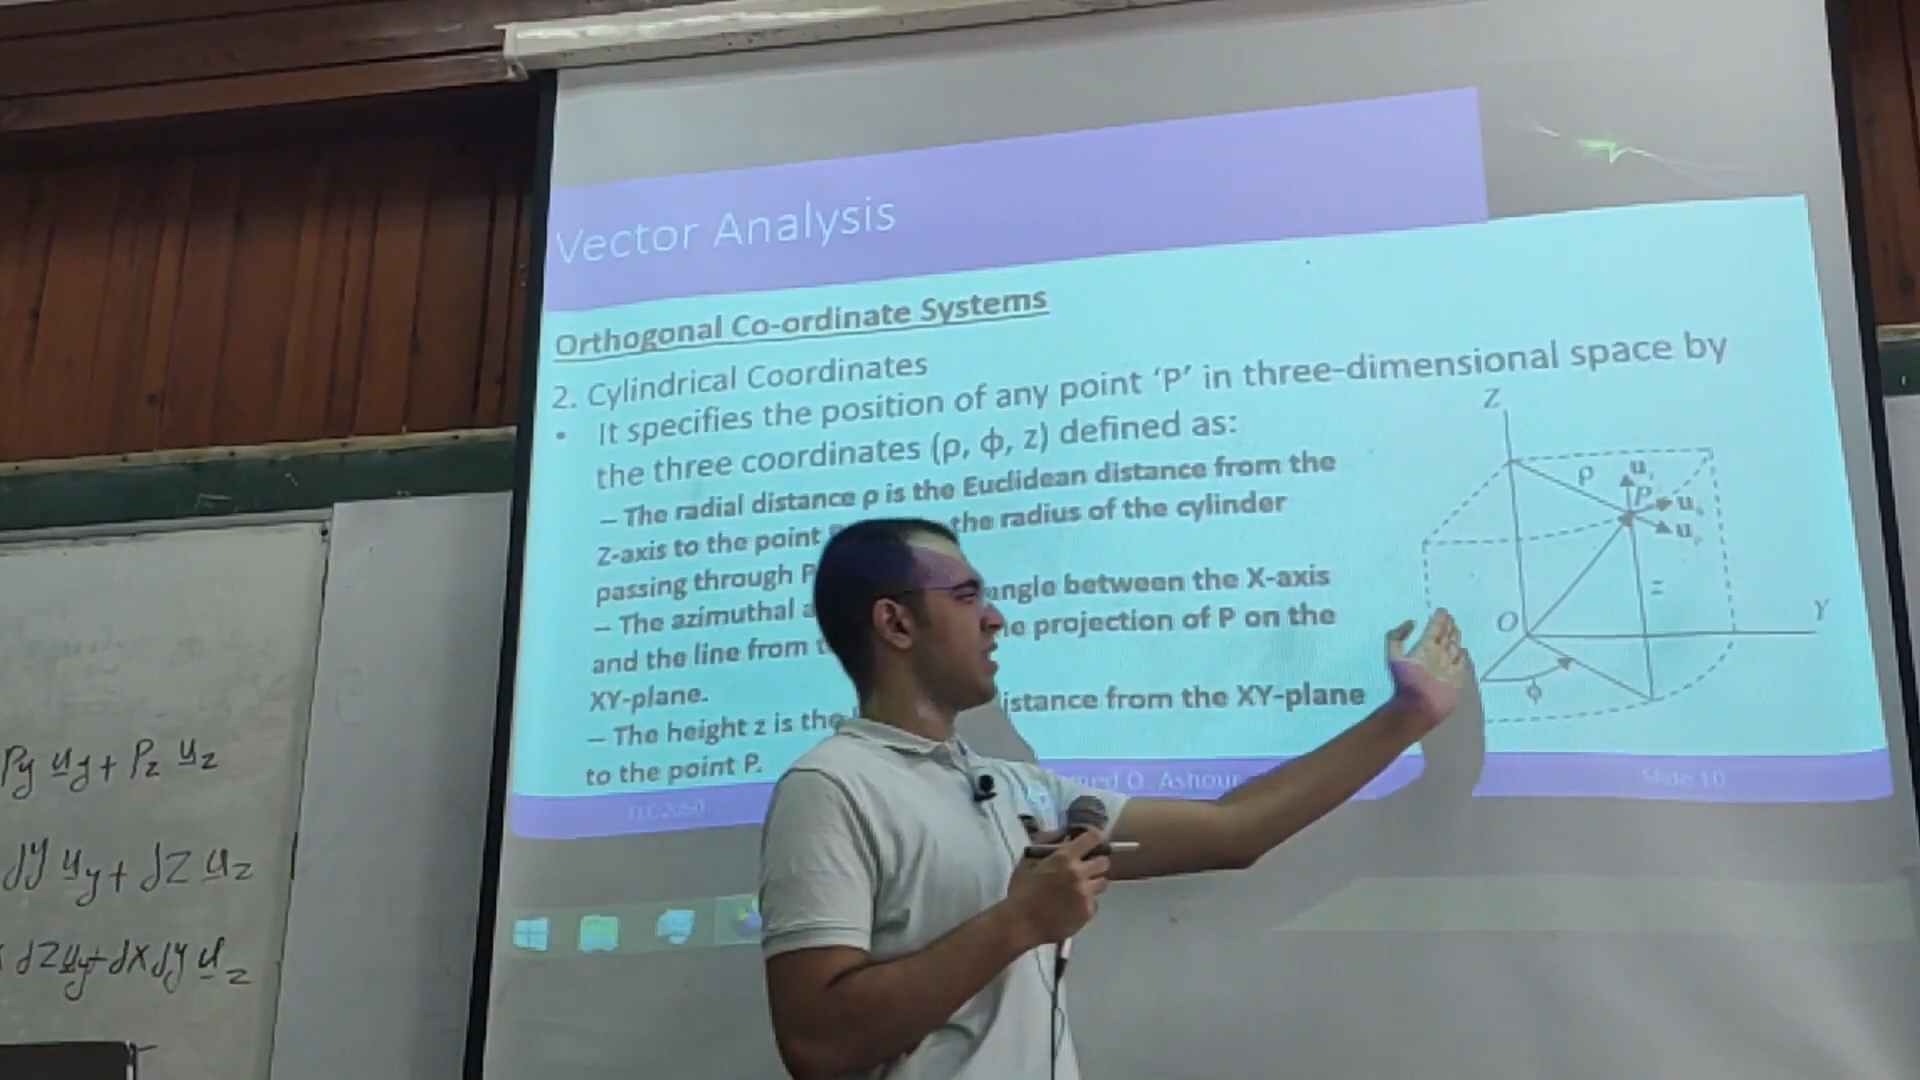 Vector Analysis
Orthogonal Co-ordinate Systems
2. Cylindrical Coordinates
• It specifies the position of any point ‘P’ in three-dimensional space by
the three coordinates (ρ, ϕ, z) defined as:
– The radial distance ρ is the Euclidean distance from the
Z-axis to the point the radius of the cylinder
passing through P
– The azimuthal angle between the X-axis
and the line from projection of P on the
XY-plane.
– The height z is the distance from the XY-plane
to the point P.
Z
ρ
u
P
u
u
z
O
Y
ϕ
O. Ashour
Slide 10
Py uy + Pz uz
dy uy + dz uz
dz uy + dx dy uz